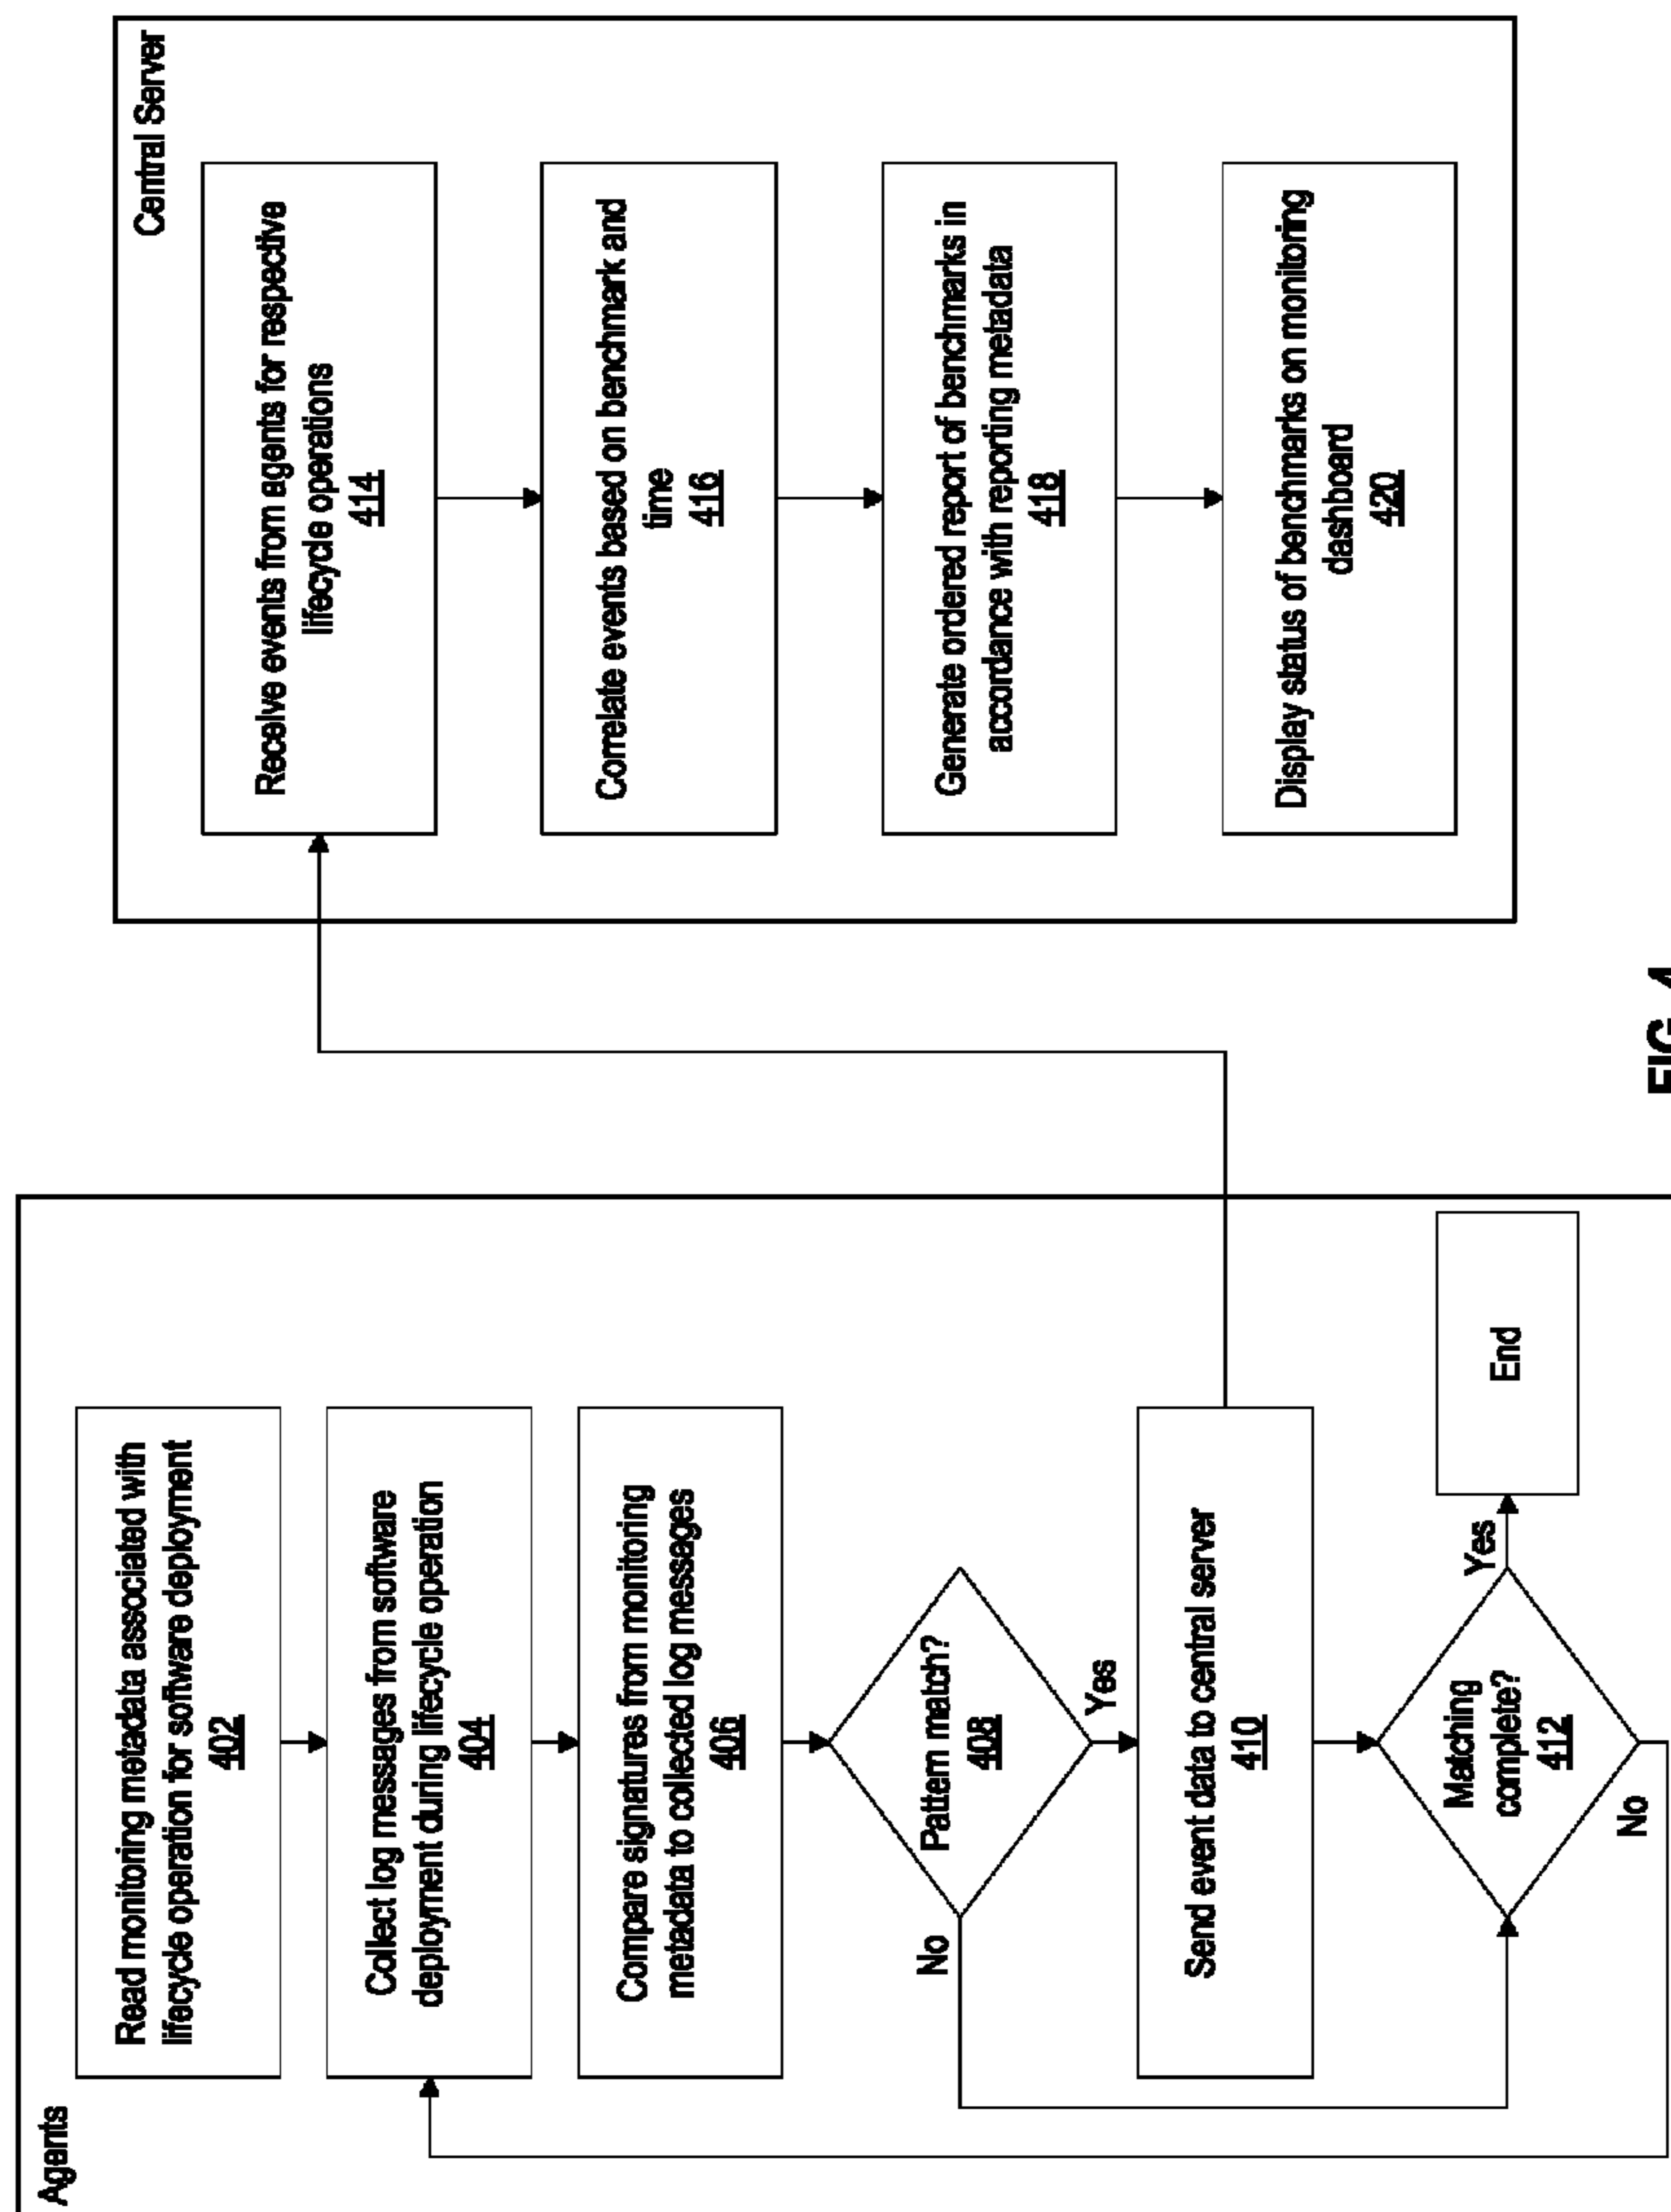 Agents
Read monitoring metadata associated with
lifecycle operation for software deployment
402
Collect log messages from software
deployment during lifecycle operation
404
Compare signatures from monitoring
metadata to collected log messages
406
Pattern match?
408
No
Yes
Send event data to central server
410
Matching
complete?
412
Yes
No
End
Central Server
Receive events from agents for respective
lifecycle operations
414
Correlate events based on benchmark and
time
416
Generate ordered report of benchmarks in
accordance with reporting metadata
418
Display status of benchmarks on monitoring
dashboard
420
FIG. 4